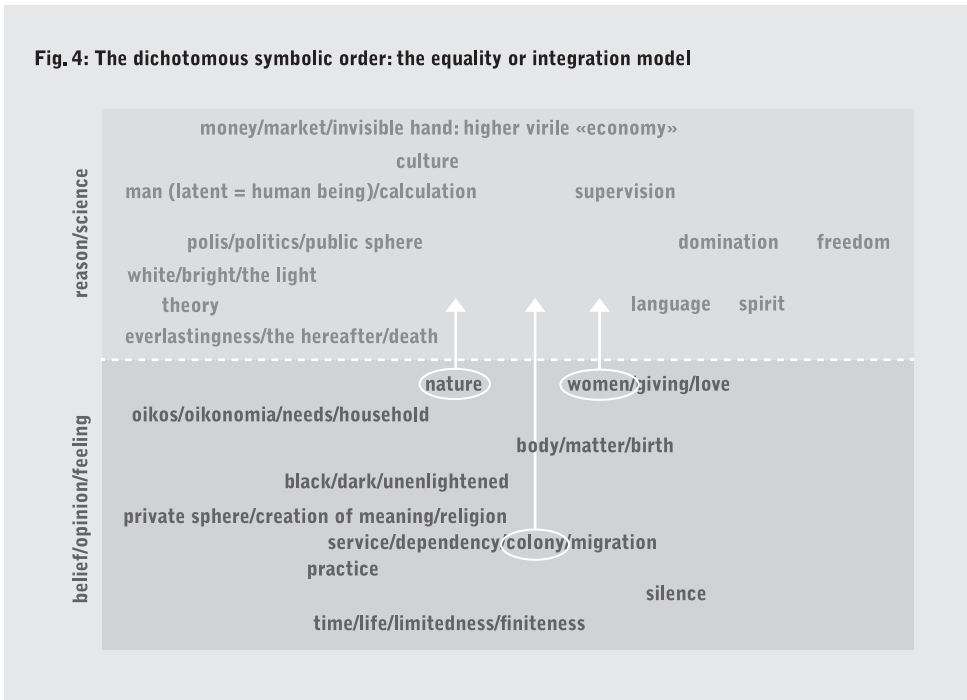 Fig. 4: The dichotomous symbolic order: the equality or integration model
reason/science
money/market/invisible hand: higher virile «economy»
culture
man (latent = human being)/calculation
supervision
polis/politics/public sphere
domination
freedom
white/bright/the light
theory
language
spirit
everlastingness/the hereafter/death
belief/opinion/feeling
nature
women/giving/love
oikos/oikonomia/needs/household
body/matter/birth
black/dark/unenlightened
private sphere/creation of meaning/religion
service/dependency/colony/migration
practice
silence
time/life/limitedness/finiteness